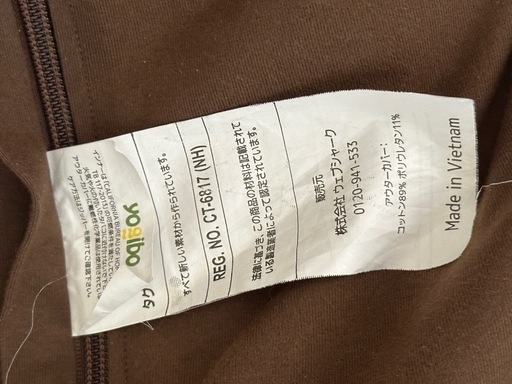 yogibo
タグ
すべて新しい素材から作られています。
REG. NO. CT-6817 (NH)
法律に基づき、この商品の材料は記載されて
いる製造業者によって認定されています。
販売元
株式会社 ウェブシャーク
0120-941-533
アウターカバー：
コットン89% ポリウレタン11%
Made in Vietnam